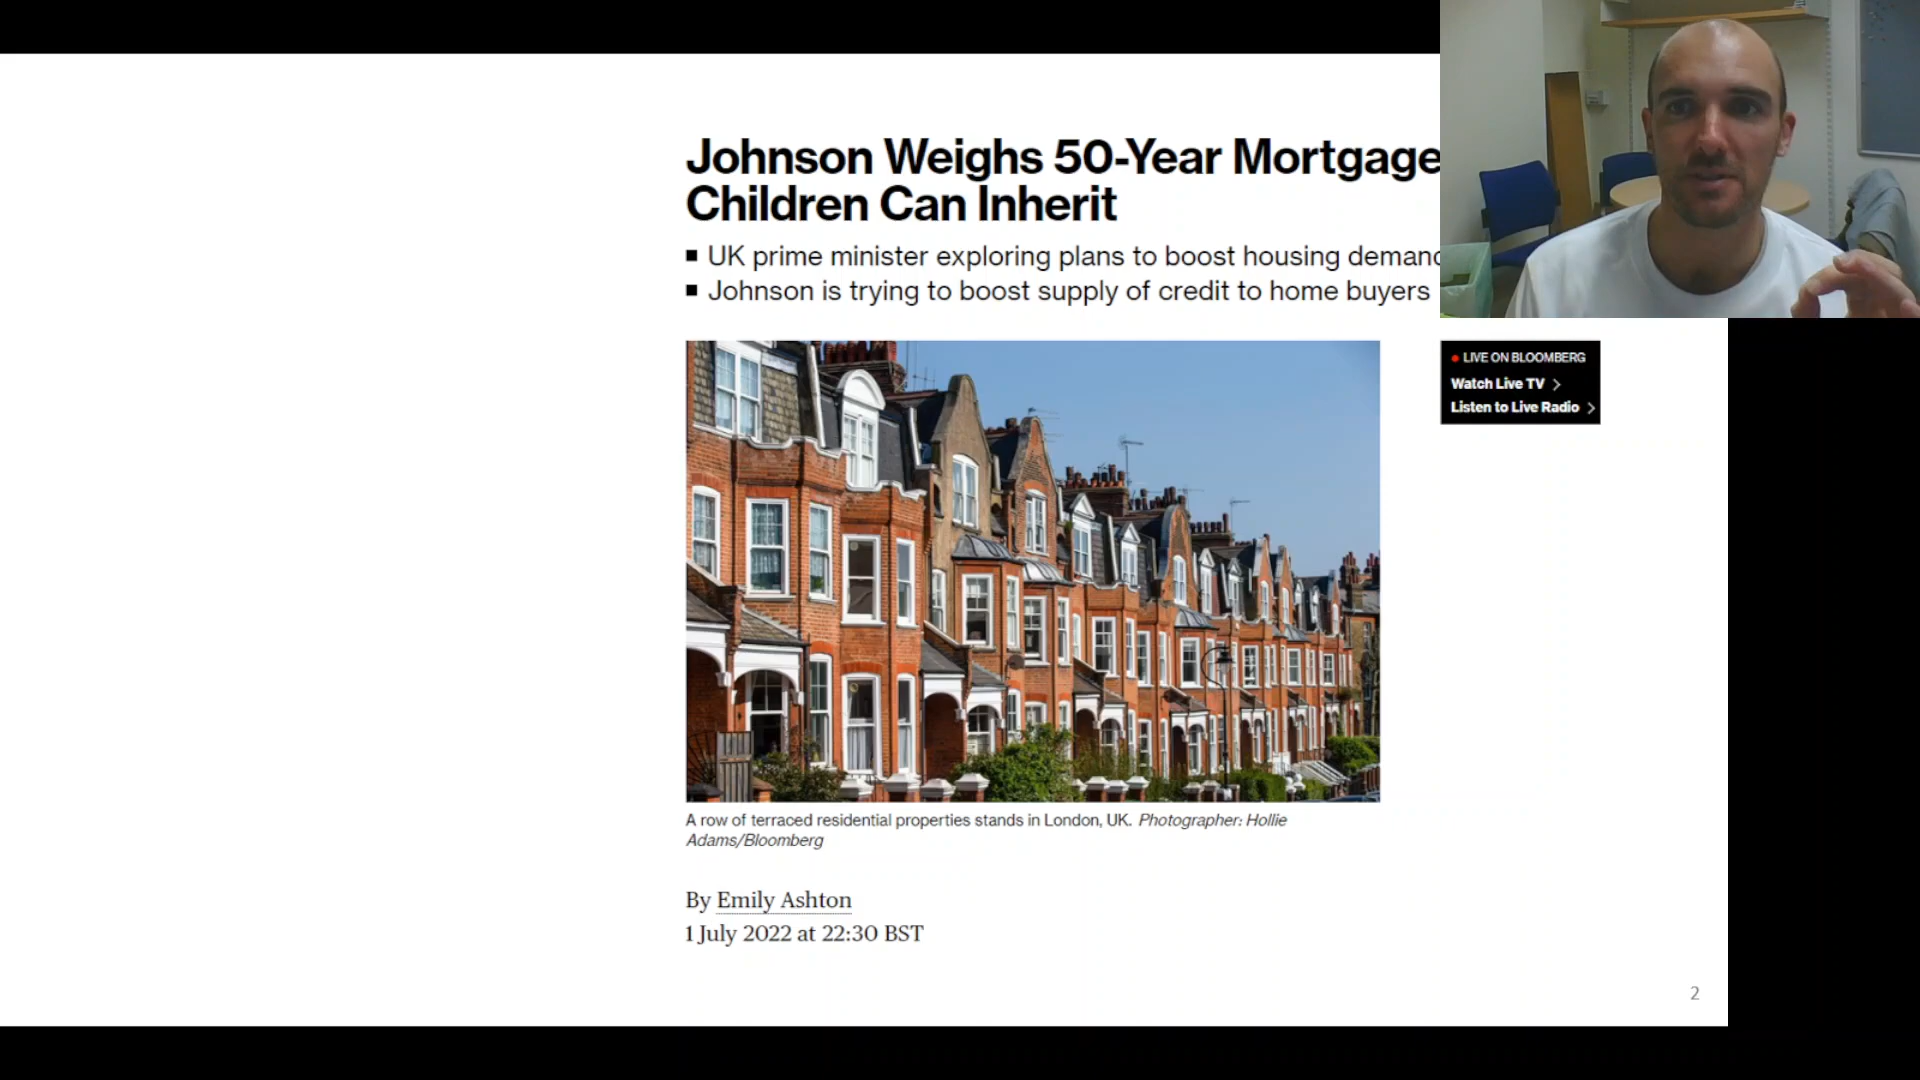 Johnson Weighs 50-Year Mortgage
Children Can Inherit
■ UK prime minister exploring plans to boost housing deman
■ Johnson is trying to boost supply of credit to home buyers
● LIVE ON BLOOMBERG
Watch Live TV >
Listen to Live Radio >
A row of terraced residential properties stands in London, UK. Photographer: Hollie
Adams/Bloomberg
By Emily Ashton
1 July 2022 at 22:30 BST
2